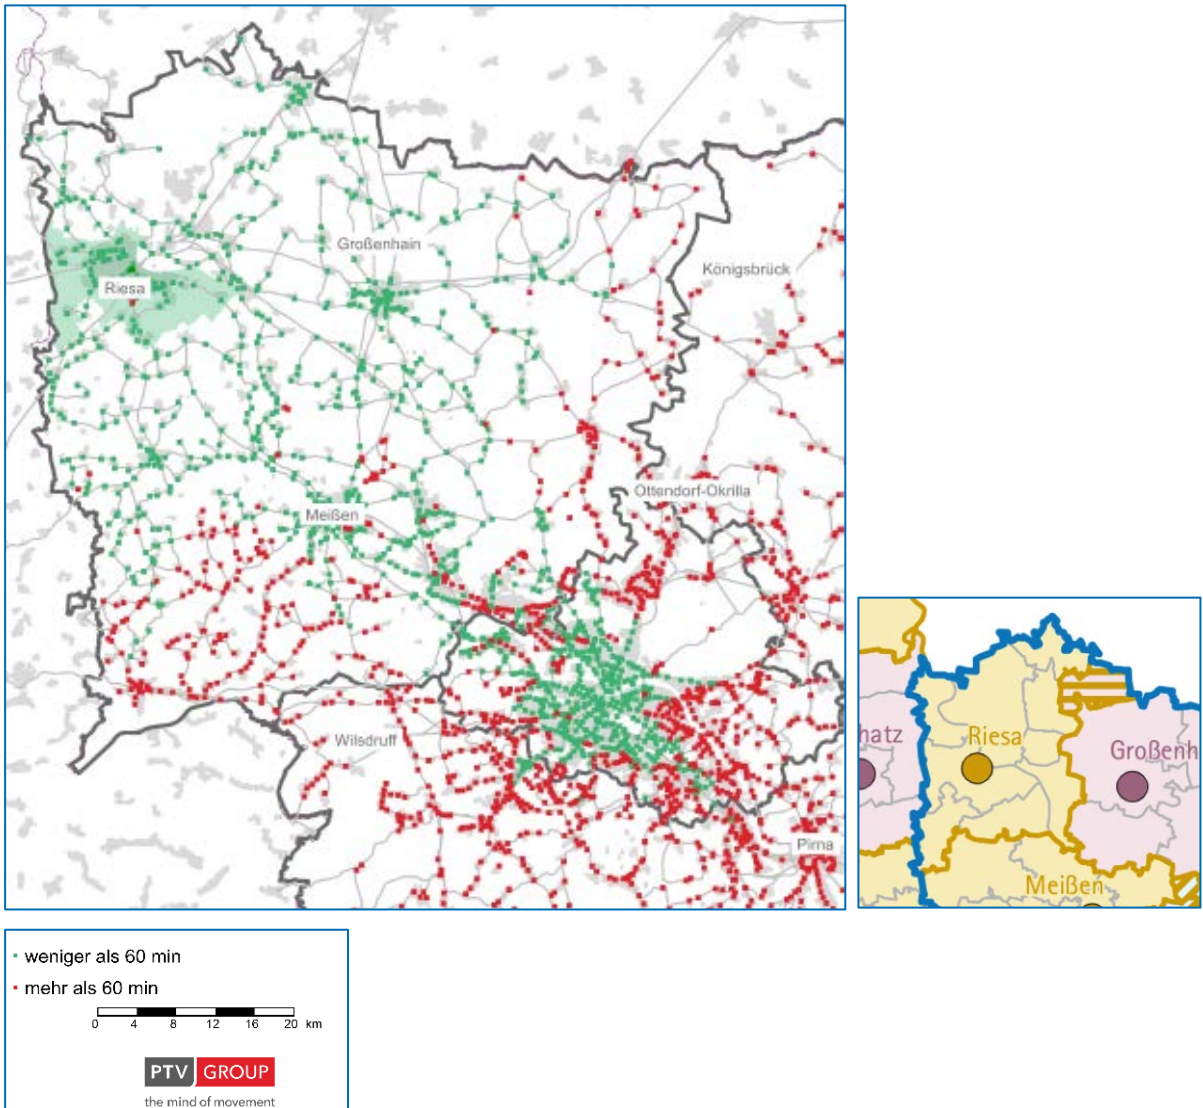 Großenhain
Königsbrück
Riesa
Ottendorf-Okrilla
Meißen
Wilsdruff
Pirna
hatz
Riesa
Großenh
Meißen
weniger als 60 min
mehr als 60 min
0 4 8 12 16 20 km
PTV GROUP
the mind of movement